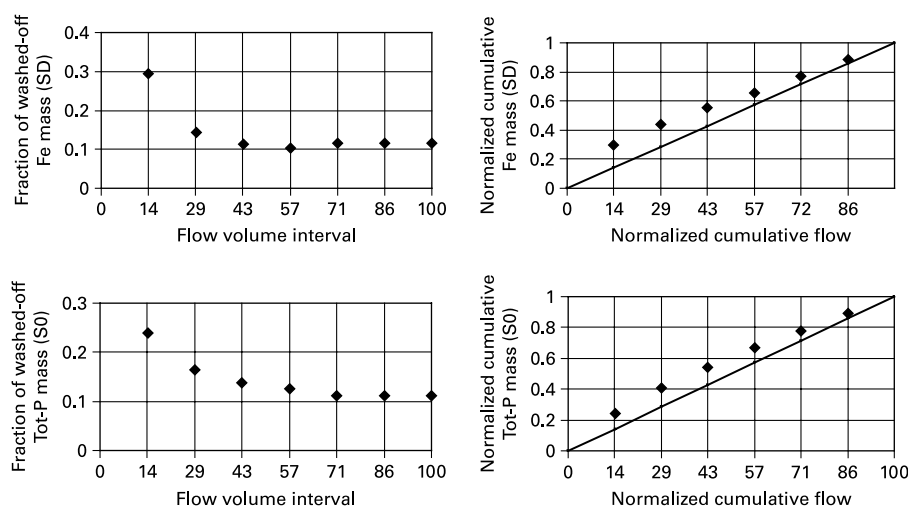 Fraction of washed-off
Fe mass (SD)
0.4
0.3
0.2
0.1
0
0 14 29 43 57 71 86 100
Flow volume interval
Normalized cumulative
Fe mass (SD)
1
0.8
0.6
0.4
0.2
0
0 14 29 43 57 72 86
Normalized cumulative flow
Fraction of washed-off
Tot-P mass (S0)
0.3
0.2
0.1
0
0 14 29 43 57 71 86 100
Flow volume interval
Normalized cumulative
Tot-P mass (S0)
1
0.8
0.6
0.4
0.2
0
0 14 29 43 57 71 86 100
Normalized cumulative flow